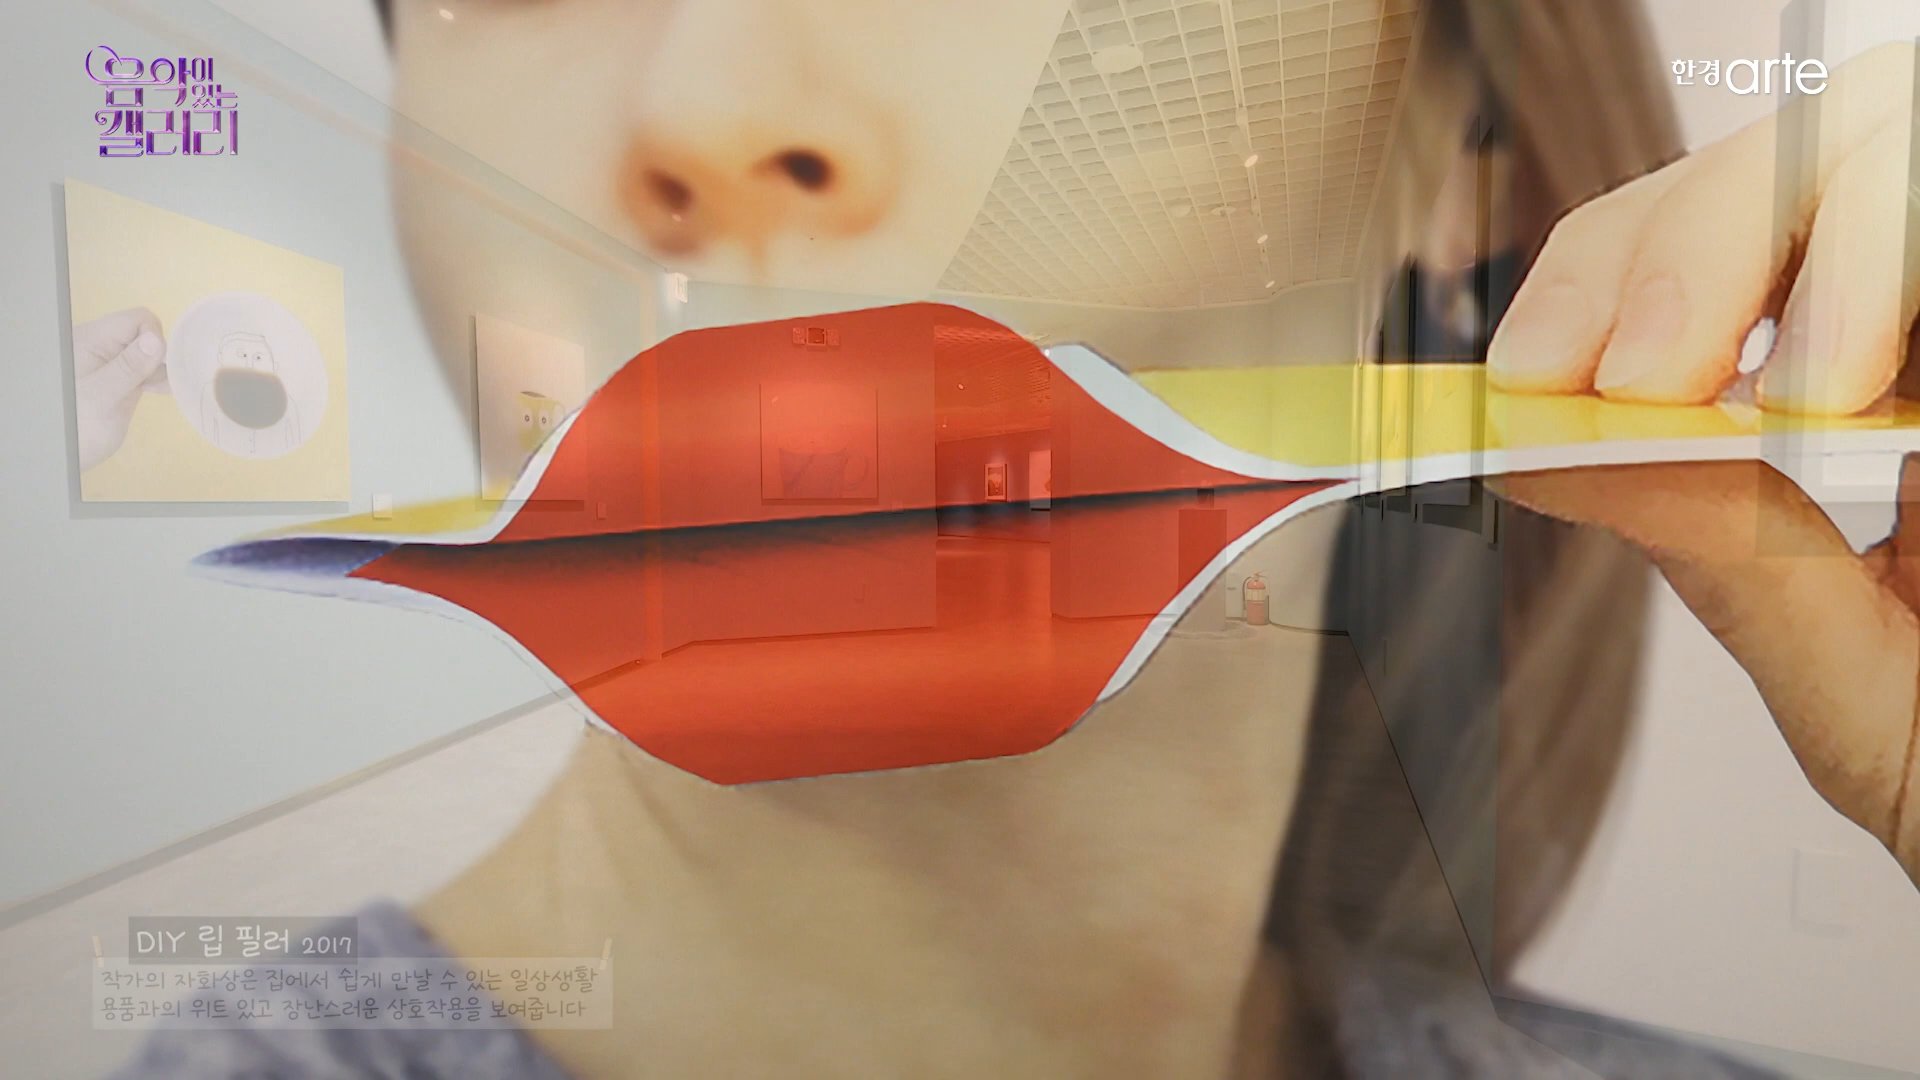 음악이
있는
갤러리
한경arte
DIY 립 필러 2017
작가의 자화상은 집에서 쉽게 만날 수 있는 일상생활
용품과의 위트 있고 장난스러운 상호작용을 보여줍니다